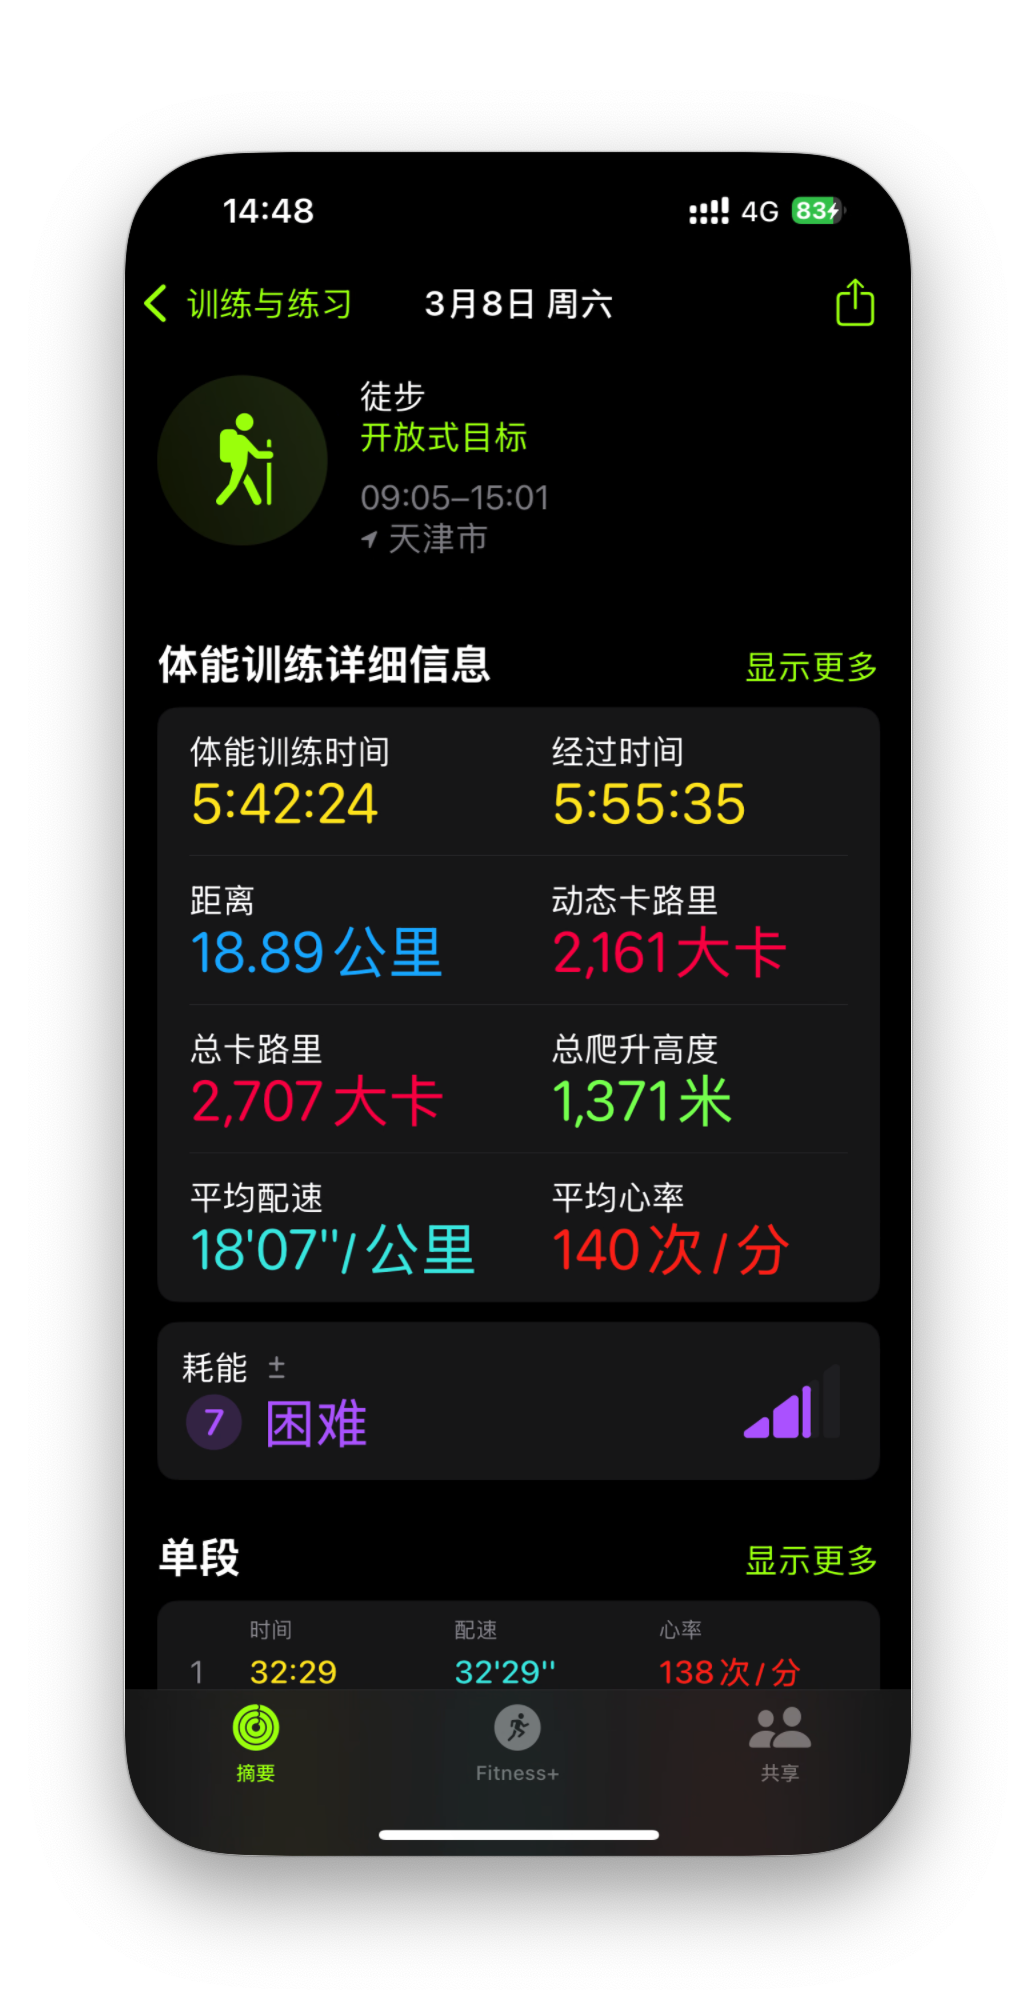 14:48
4G 83
训练与练习 3月8日 周六
徒步
开放式目标
09:05–15:01
天津市
体能训练详细信息 显示更多
体能训练时间 经过时间
5:42:24 5:55:35
距离 动态卡路里
18.89公里 2,161大卡
总卡路里 总爬升高度
2,707大卡 1,371米
平均配速 平均心率
18'07''/公里 140次/分
耗能 ±
7 困难
单段 显示更多
时间 配速 心率
1 32:29 32'29'' 138次/分
摘要 Fitness+ 共享